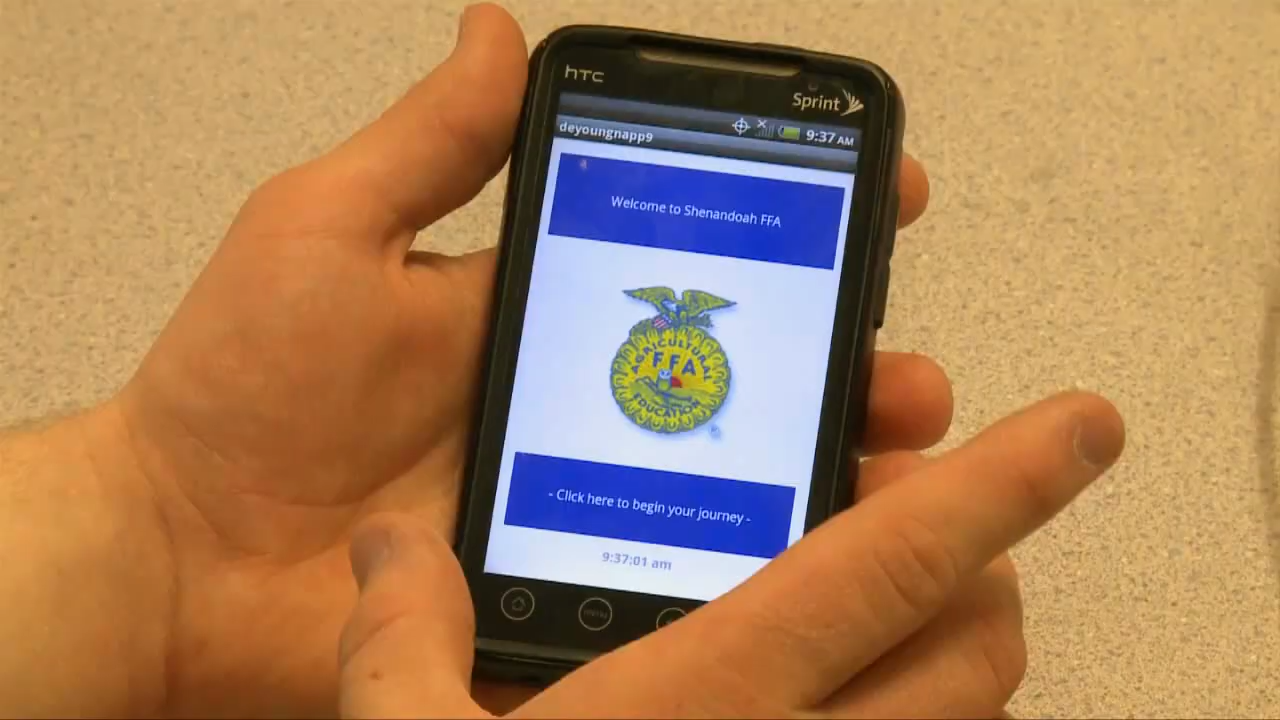 hTC
Sprint
deyoungnapp9
9:37 AM
Welcome to Shenandoah FFA
AGRICULTURAL
FFA
EDUCATION
- Click here to begin your journey -
9:37:01 am
MENU